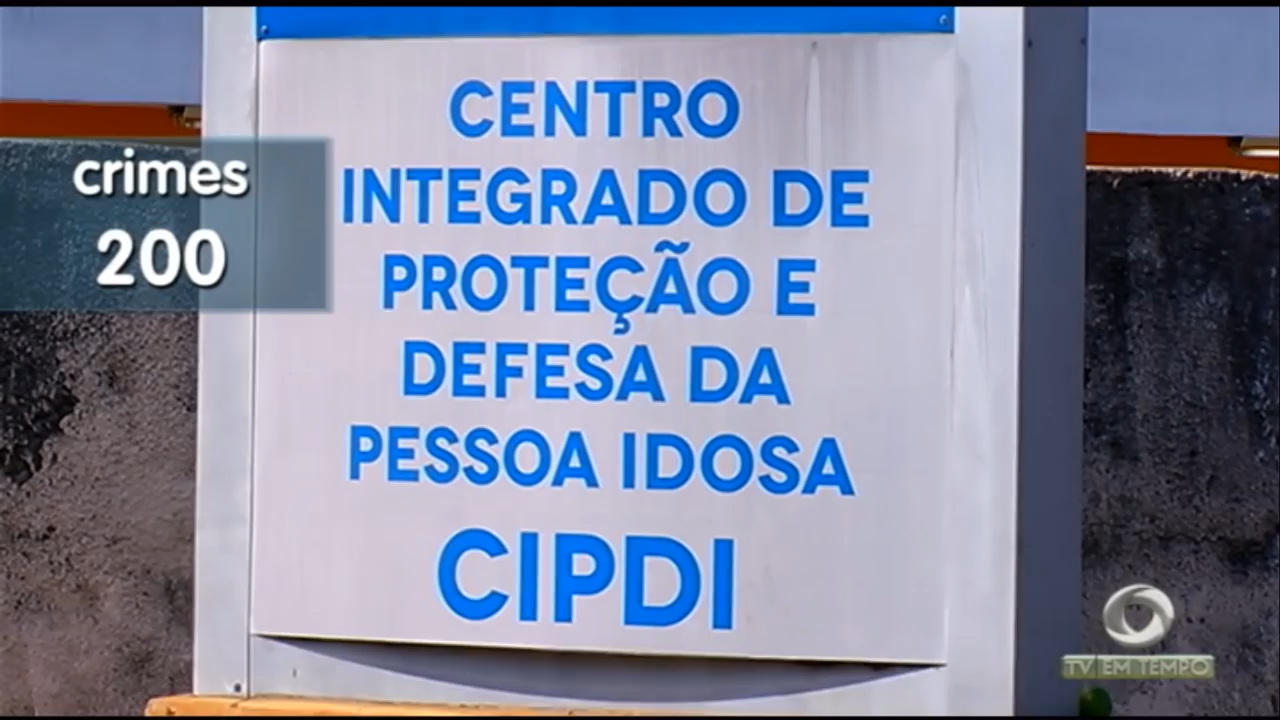 crimes
200
CENTRO
INTEGRADO DE
PROTEÇÃO E
DEFESA DA
PESSOA IDOSA
CIPDI
TV EM TEMPO